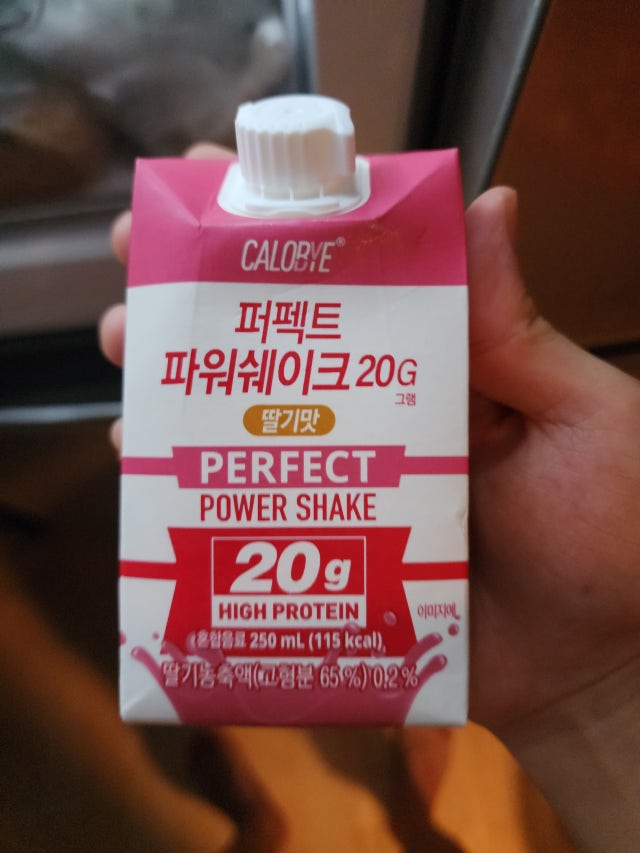 CALOBYE®
퍼펙트
파워쉐이크 20G
그램
딸기맛
PERFECT
POWER SHAKE
20g
HIGH PROTEIN
이미지예
혼합음료 250 mL (115 kcal)
딸기농축액(고형분 65%) 0.2%